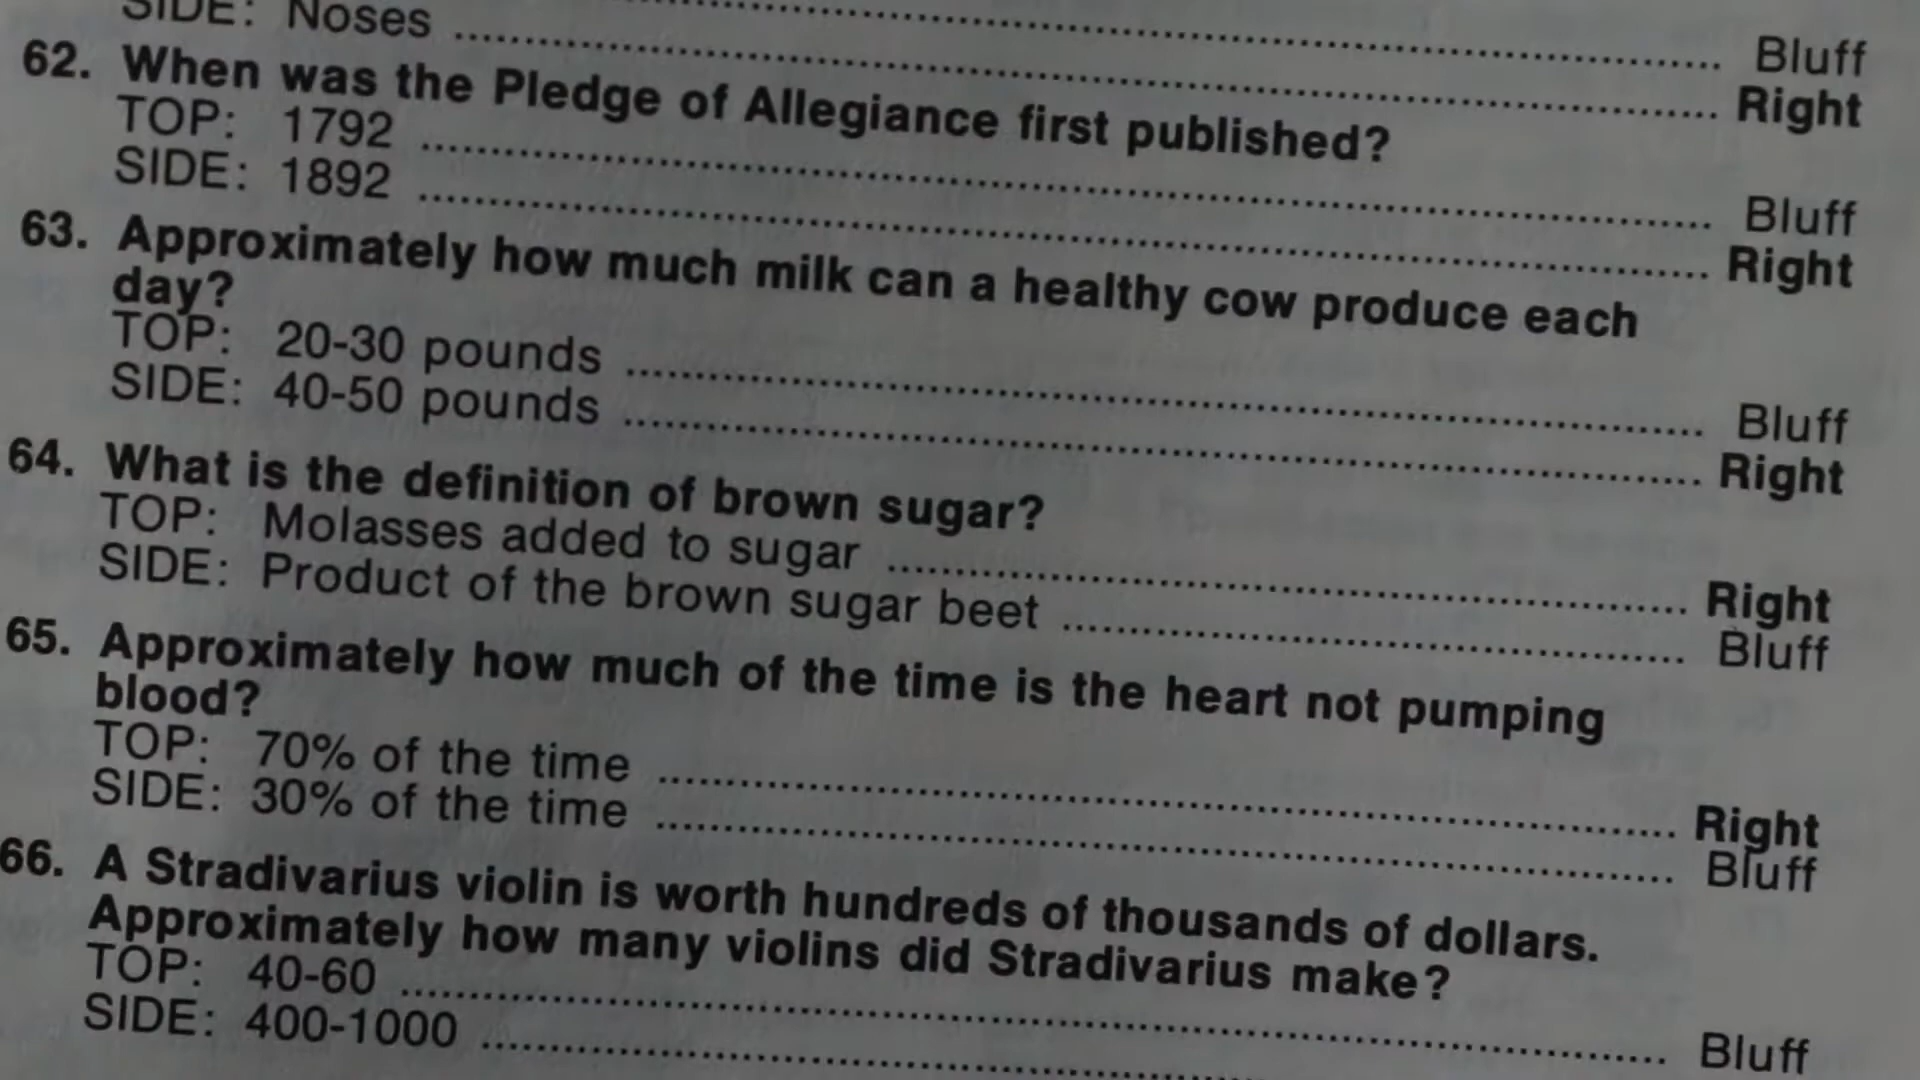 Bluff
SIDE: Noses Right
62. When was the Pledge of Allegiance first published?
TOP: 1792 Bluff
SIDE: 1892 Right
63. Approximately how much milk can a healthy cow produce each
day?
TOP: 20-30 pounds Bluff
SIDE: 40-50 pounds Right
64. What is the definition of brown sugar?
TOP: Molasses added to sugar Right
SIDE: Product of the brown sugar beet Bluff
65. Approximately how much of the time is the heart not pumping
blood?
TOP: 70% of the time Right
SIDE: 30% of the time Bluff
66. A Stradivarius violin is worth hundreds of thousands of dollars.
Approximately how many violins did Stradivarius make?
TOP: 40-60 Bluff
SIDE: 400-1000